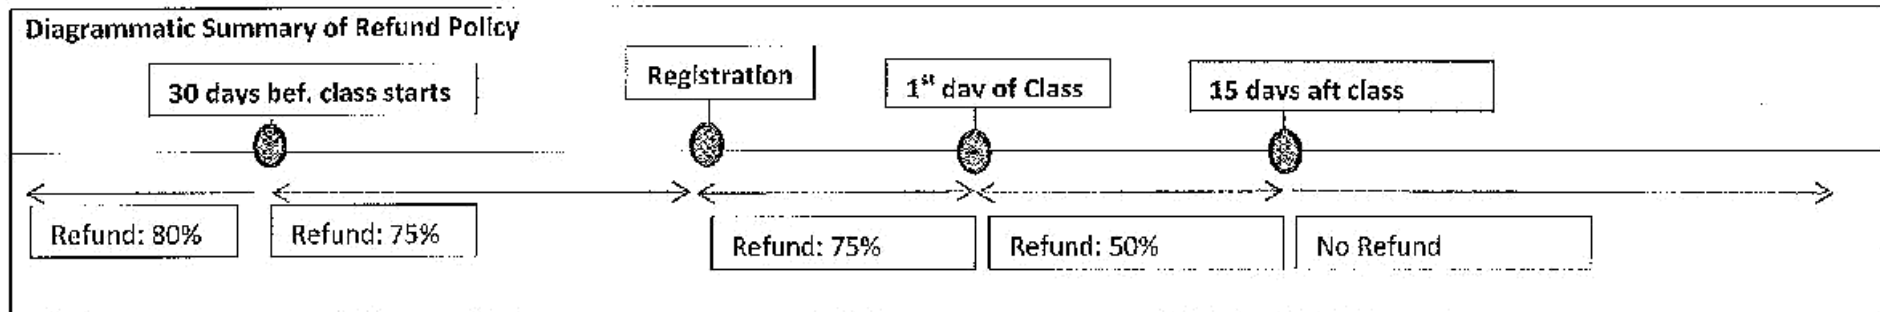 Diagrammatic Summary of Refund Policy
30 days bef. class starts
Registration
1st day of Class
15 days aft class
Refund: 80%
Refund: 75%
Refund: 75%
Refund: 50%
No Refund